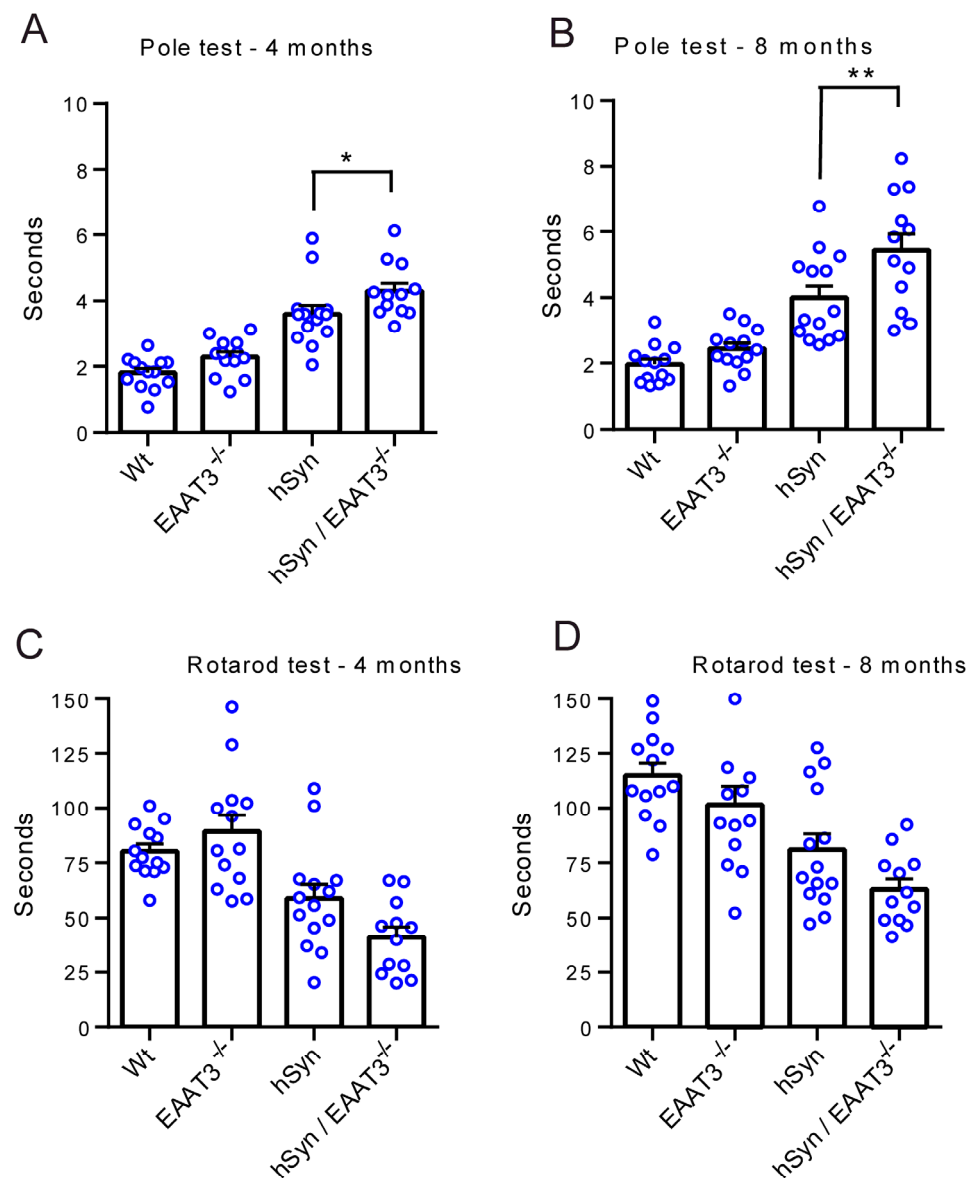 A
Pole test - 4 months
Seconds
10
8
6
4
2
0
*
Wt
EAAT3 -/-
hSyn
hSyn / EAAT3-/-
B
Pole test - 8 months
Seconds
10
8
6
4
2
0
**
Wt
EAAT3 -/-
hSyn
hSyn / EAAT3-/-
C
Rotarod test - 4 months
Seconds
150
125
100
75
50
25
0
Wt
EAAT3 -/-
hSyn
hSyn / EAAT3-/-
D
Rotarod test - 8 months
Seconds
150
125
100
75
50
25
0
Wt
EAAT3 -/-
hSyn
hSyn / EAAT3-/-